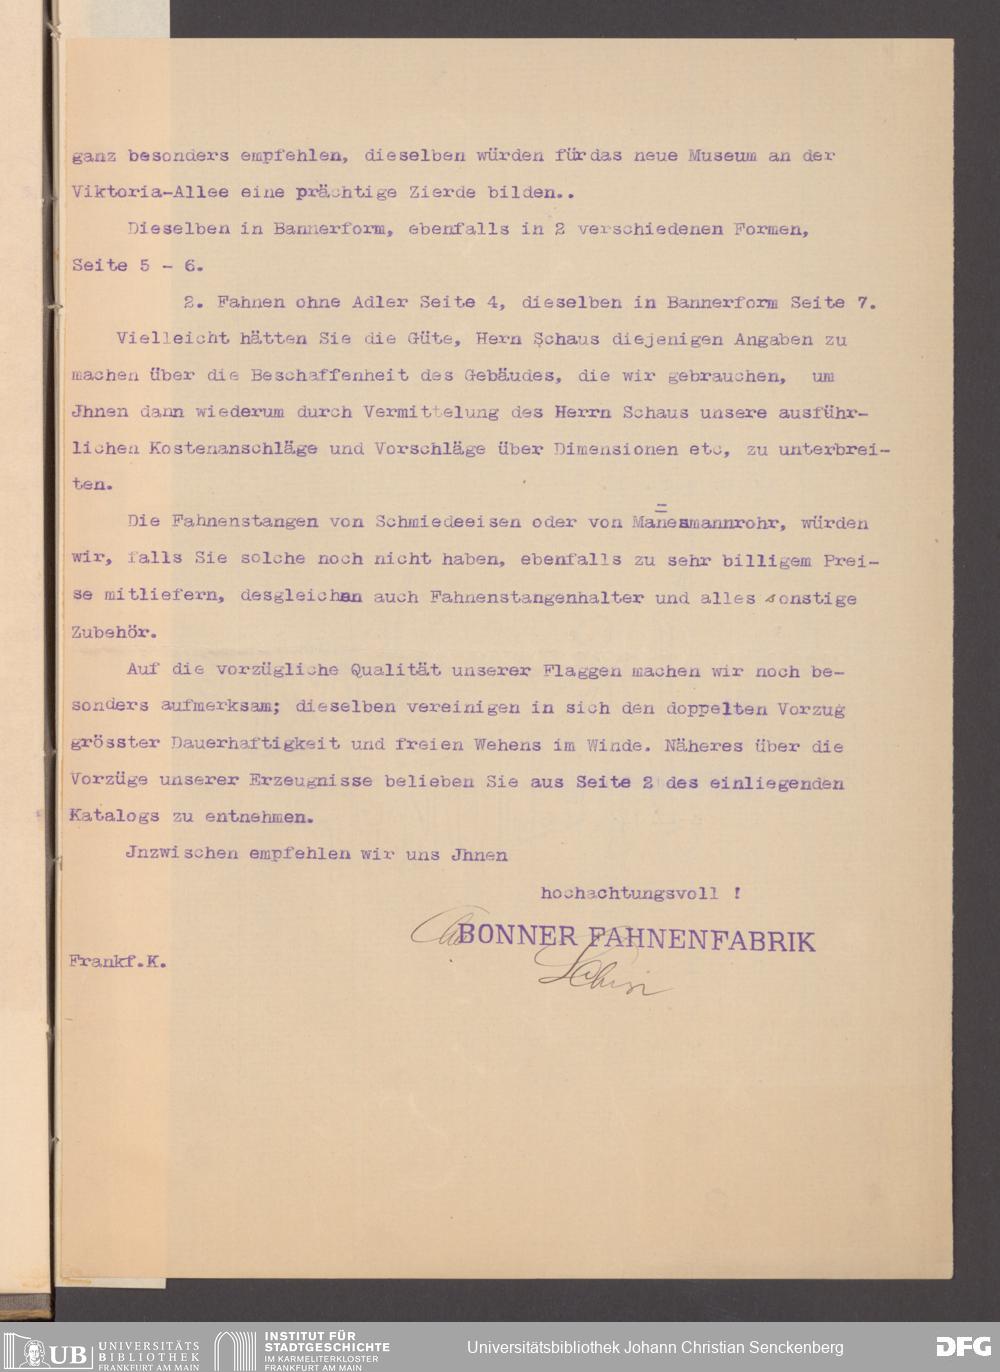 ganz besonders empfehlen, dieselben würden für das neue Museum an der
Viktoria-Allee eine prächtige Zierde bilden..
Dieselben in Bannerform, ebenfalls in 2 verschiedenen Formen,
Seite 5 - 6.
2. Fahnen ohne Adler Seite 4, dieselben in Bannerform Seite 7.
Vielleicht hätten Sie die Güte, Hern Schaus diejenigen Angaben zu
machen über die Beschaffenheit des Gebäudes, die wir gebrauchen, um
Jhnen dann wiederum durch Vermittelung des Herrn Schaus unsere ausführ-
lichen Kostenanschläge und Vorschläge über Dimensionen etc, zu unterbrei-
ten.
Die Fahnenstangen von Schmiedeeisen oder von Manesmannrohr, würden
wir, falls Sie solche noch nicht haben, ebenfalls zu sehr billigem Prei-
se mitliefern, desgleichen auch Fahnenstangenhalter und alles sonstige
Zubehör.
Auf die vorzügliche Qualität unserer Flaggen machen wir noch be-
sonders aufmerksam; dieselben vereinigen in sich den doppelten Vorzug
grösster Dauerhaftigkeit und freien Wehens im Winde. Näheres über die
Vorzüge unserer Erzeugnisse belieben Sie aus Seite 2 des einliegenden
Katalogs zu entnehmen.
Jnzwischen empfehlen wir uns Jhnen
hochachtungsvoll !
BONNER FAHNENFABRIK
Frankf.K.
UB UNIVERSITÄTS
BIBLIOTHEK
FRANKFURT AM MAIN
INSTITUT FÜR
STADTGESCHICHTE
IM KARMELITERKLOSTER
FRANKFURT AM MAIN
Universitätsbibliothek Johann Christian Senckenberg
DFG